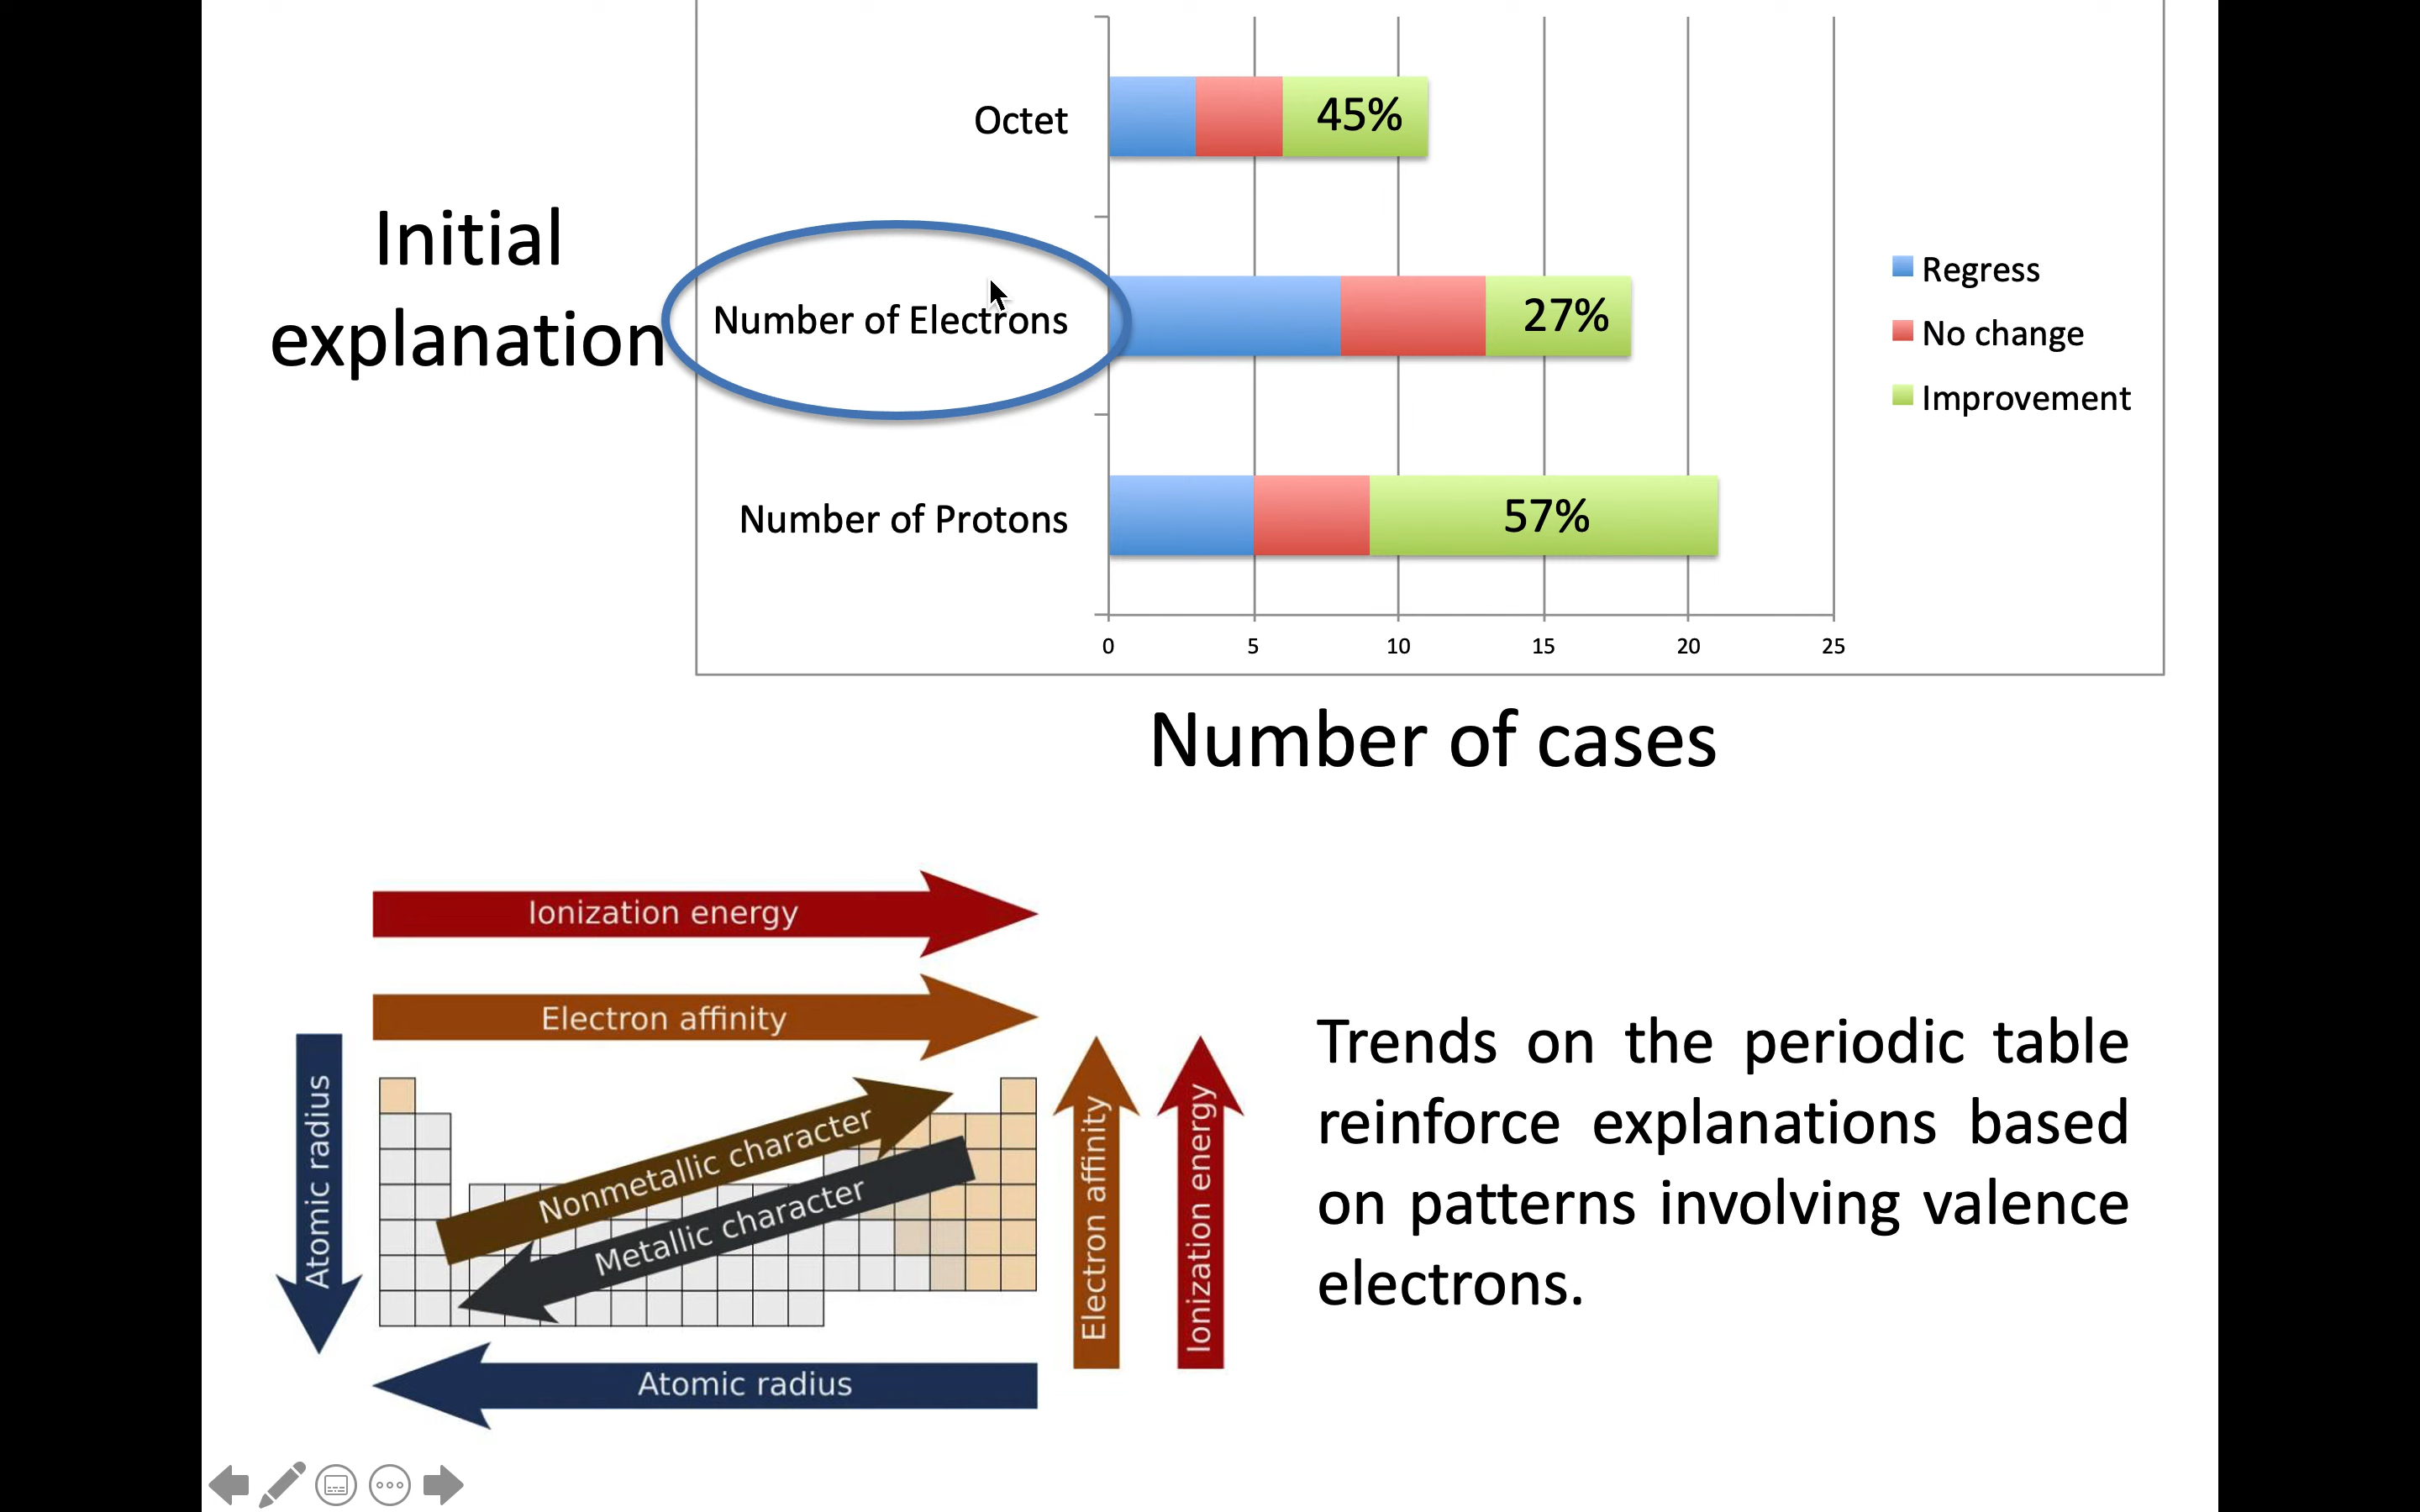 Octet
45%
Initial
explanation
Number of Electrons
27%
Regress
No change
Improvement
Number of Protons
57%
0 5 10 15 20 25
Number of cases
Ionization energy
Electron affinity
Atomic radius
Nonmetallic character
Metallic character
Electron affinity
Ionization energy
Atomic radius
Trends on the periodic table
reinforce explanations based
on patterns involving valence
electrons.